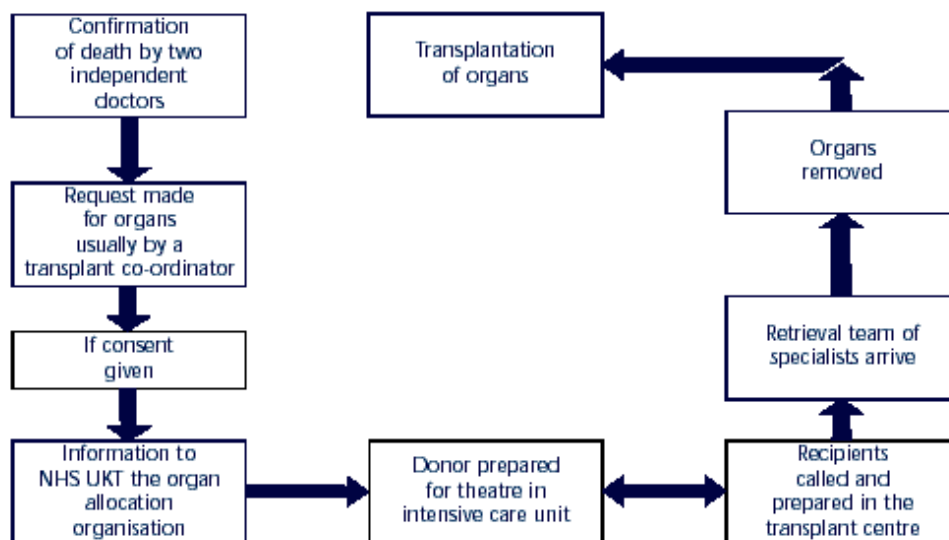 Confirmation
of death by two
independent
doctors
Request made
for organs
usually by a
transplant co-ordinator
If consent
given
Information to
NHS UKT the organ
allocation
organisation
Donor prepared
for theatre in
intensive care unit
Recipients
called and
prepared in the
transplant centre
Retrieval team of
specialists arrive
Organs
removed
Transplantation
of organs